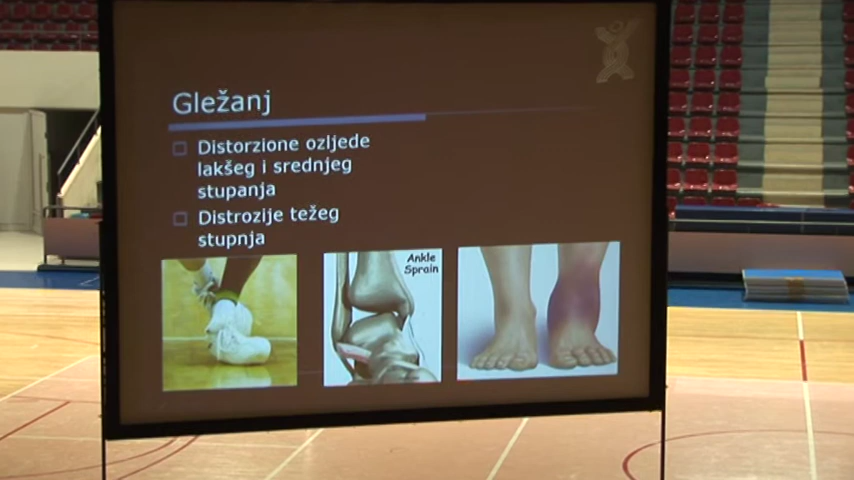 Gležanj
Distorzione ozljede
lakšeg i srednjeg
stupanja
Distrozije težeg
stupnja
Ankle
Sprain